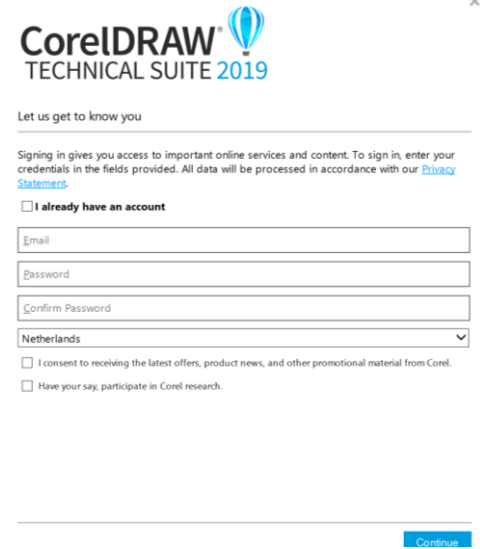 CorelDRAW®
TECHNICAL SUITE 2019
Let us get to know you
Signing in gives you access to important online services and content. To sign in, enter your
credentials in the fields provided. All data will be processed in accordance with our Privacy
Statement.
I already have an account
Email
Password
Confirm Password
Netherlands
I consent to receiving the latest offers, product news, and other promotional material from Corel.
Have your say, participate in Corel research.
Continue